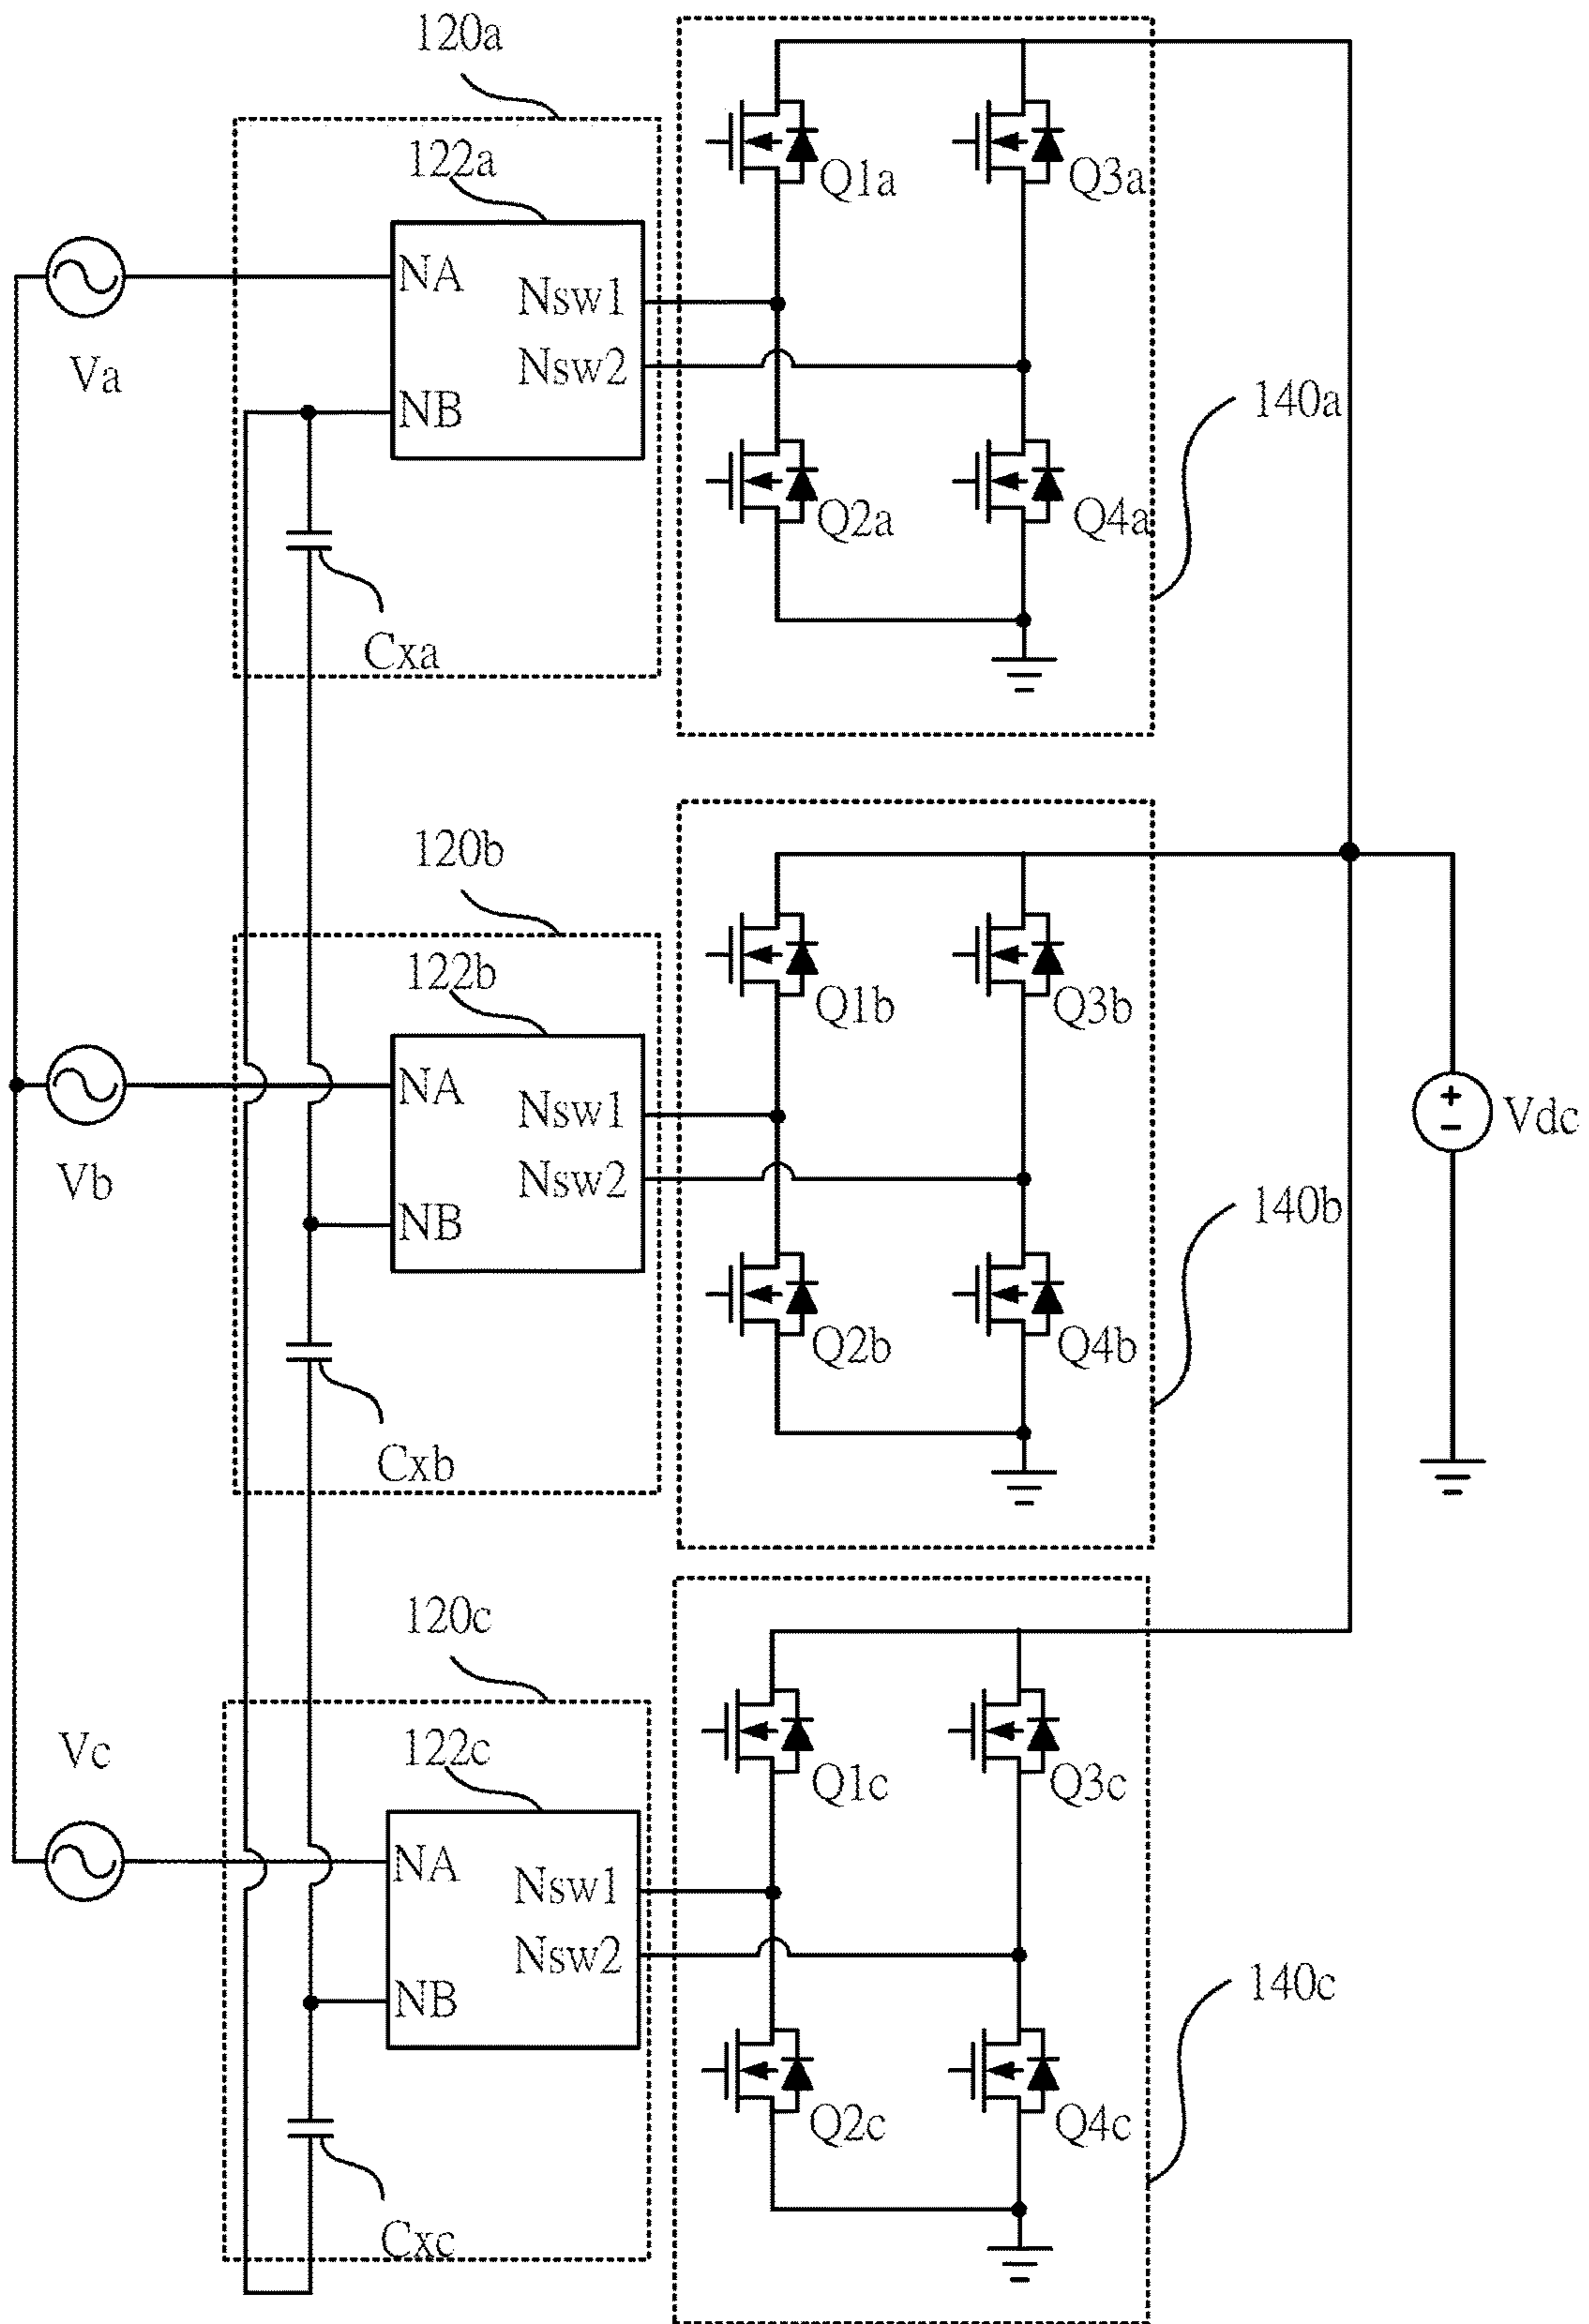 120a
122a
Q1a
Q3a
NA
Nsw1
Va
Nsw2
NB
140a
Q2a
Q4a
Cxa
120b
122b
Q1b
Q3b
NA
Nsw1
+
-
Vdc
Vb
Nsw2
NB
140b
Q2b
Q4b
Cxb
120c
Vc
122c
Q1c
Q3c
NA
Nsw1
Nsw2
NB
140c
Q2c
Q4c
Cxc